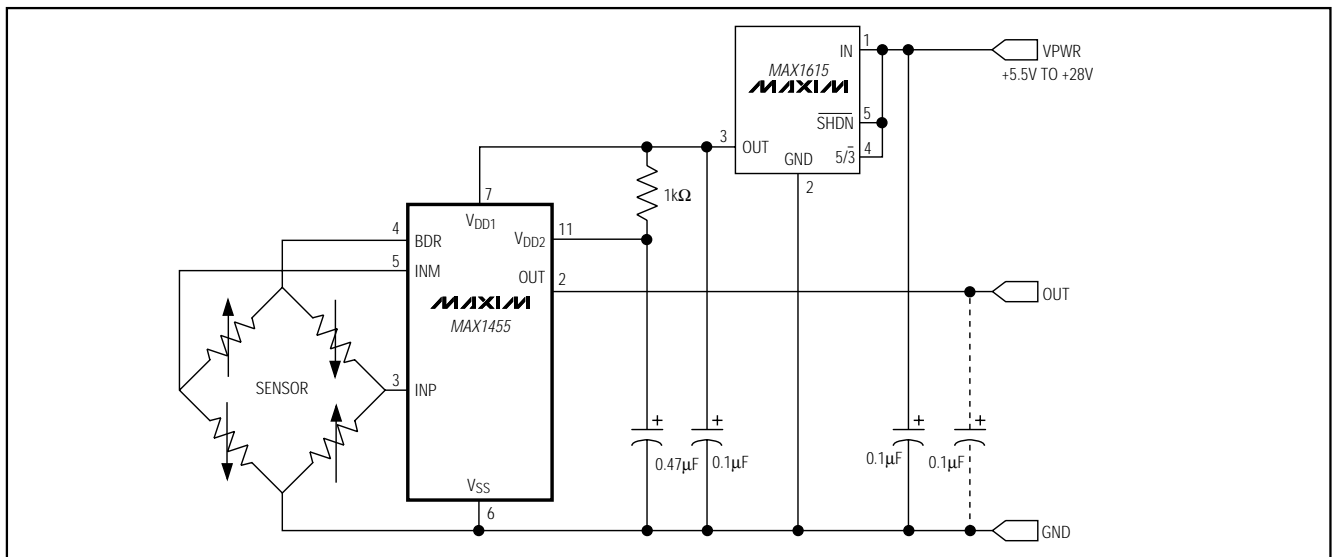 IN
1
VPWR
+5.5V TO +28V
MAX1615
MAXIM
SHDN
5
3
OUT
GND
5/3̅
4
2
7
1kΩ
VDD1
4
BDR
VDD2
11
5
INM
OUT
2
OUT
MAXIM
MAX1455
SENSOR
3
INP
+
+
+
+
0.47µF
0.1µF
0.1µF
0.1µF
VSS
6
GND